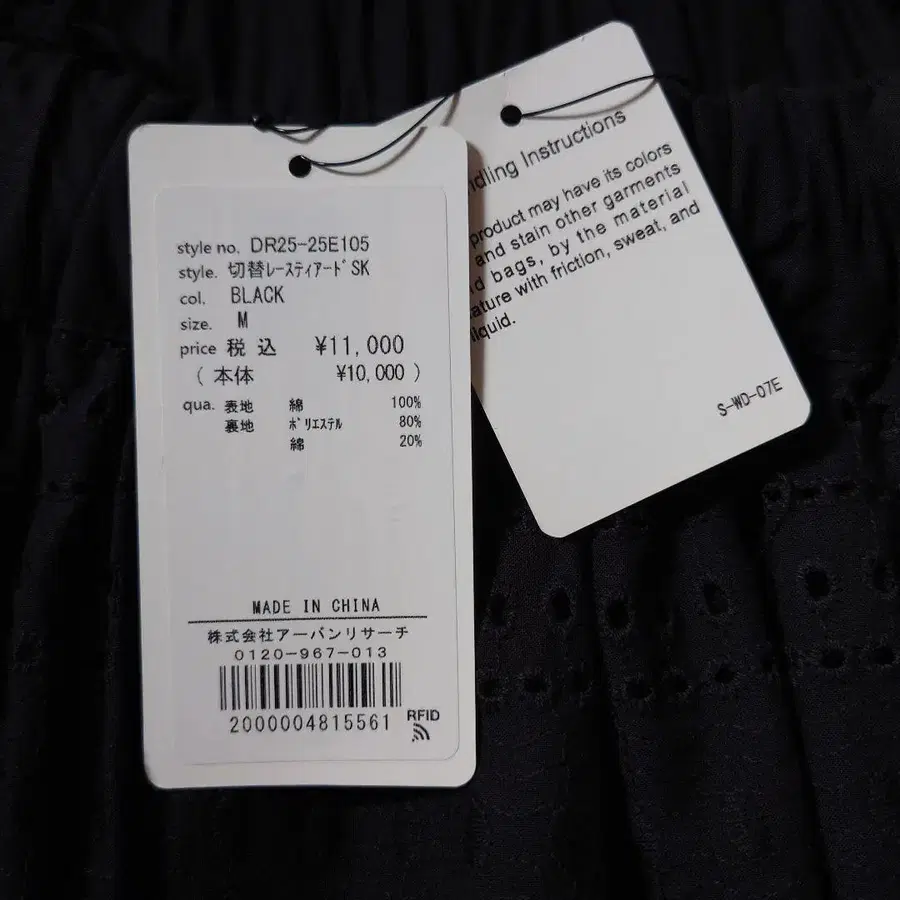 style no. DR25-25E105
style. 切替ﾚｰｽティアｰﾄﾞSK
col. BLACK
size. M
price 税 込 ¥11,000
( 本体 ¥10,000 )
qua. 表地 綿 100%
裏地 ﾎﾟﾘｴｽﾃﾙ 80%
綿 20%
MADE IN CHINA
株式会社アーバンリサーチ
0120-967-013
2000004815561
RFID
Instructions
product may have its colors
and stain other garments
bags, by the material
with friction, sweat, and
liquid.
S-WD-07E